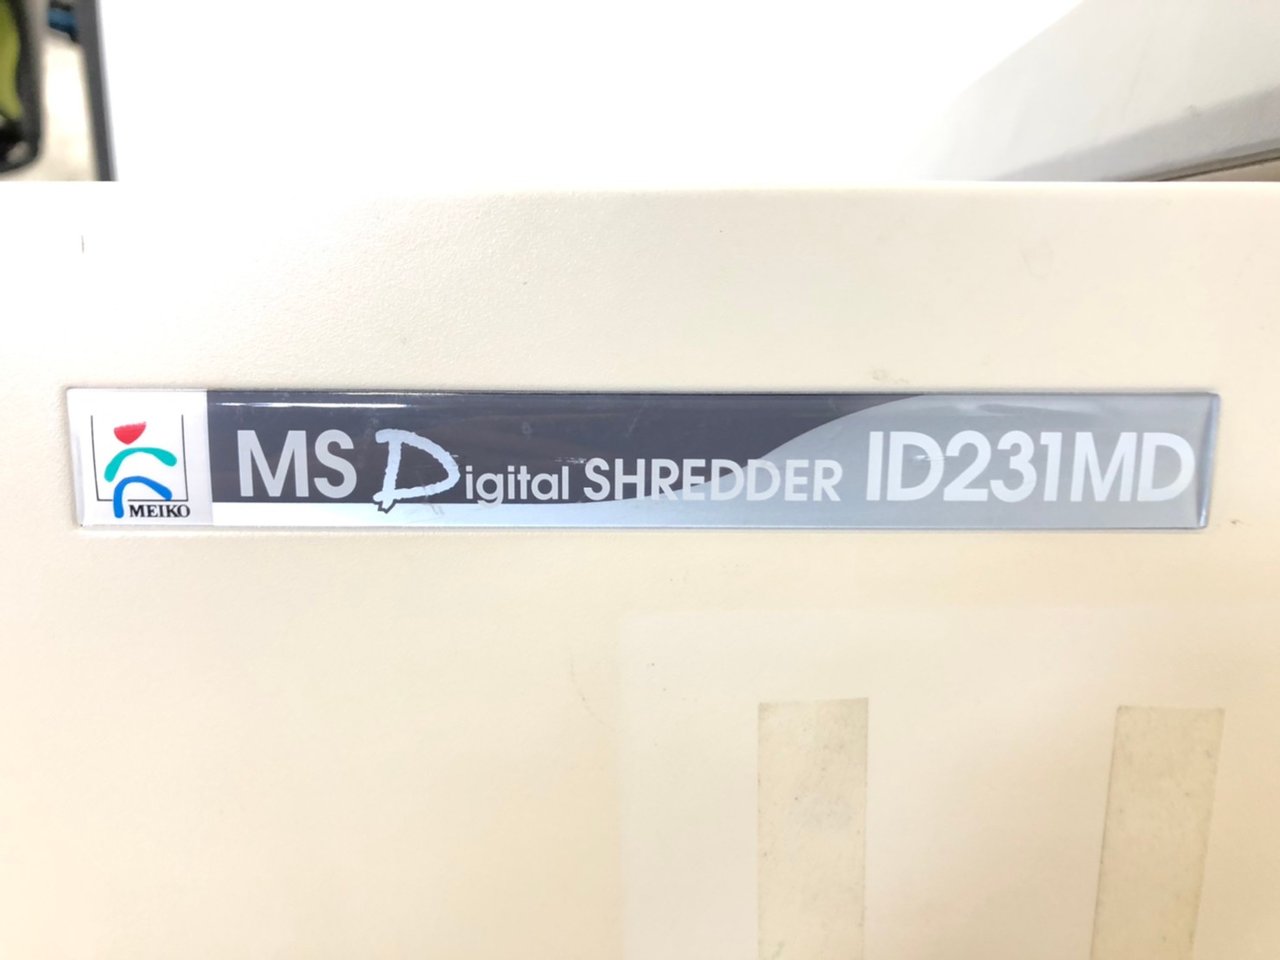 MEIKO
MS Digital SHREDDER ID231MD